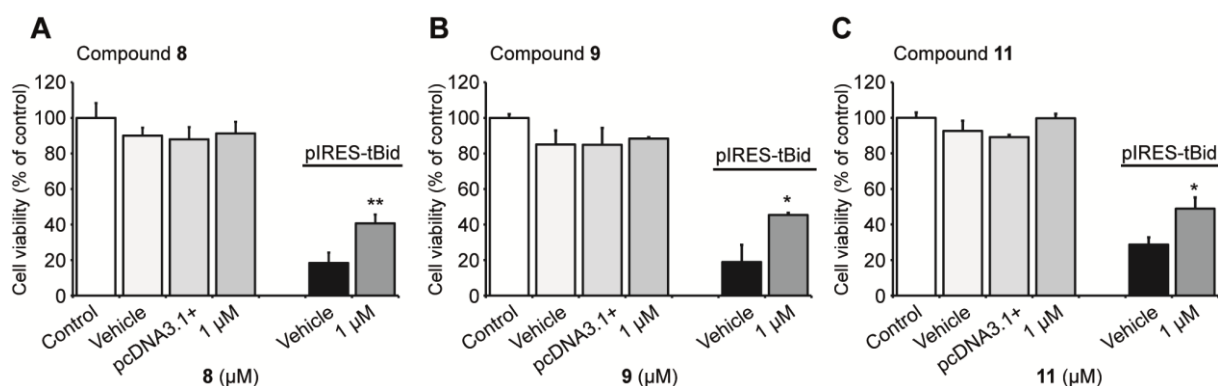 A
Compound 8
Cell viability (% of control)
120
100
80
60
40
20
0
pIRES-tBid
**
Control
Vehicle
pcDNA3.1+
1 µM
Vehicle
1 µM
8 (µM)
B
Compound 9
Cell viability (% of control)
120
100
80
60
40
20
0
pIRES-tBid
*
Control
Vehicle
pcDNA3.1+
1 µM
Vehicle
1 µM
9 (µM)
C
Compound 11
Cell viability (% of control)
120
100
80
60
40
20
0
pIRES-tBid
*
Control
Vehicle
pcDNA3.1+
1 µM
Vehicle
1 µM
11 (µM)